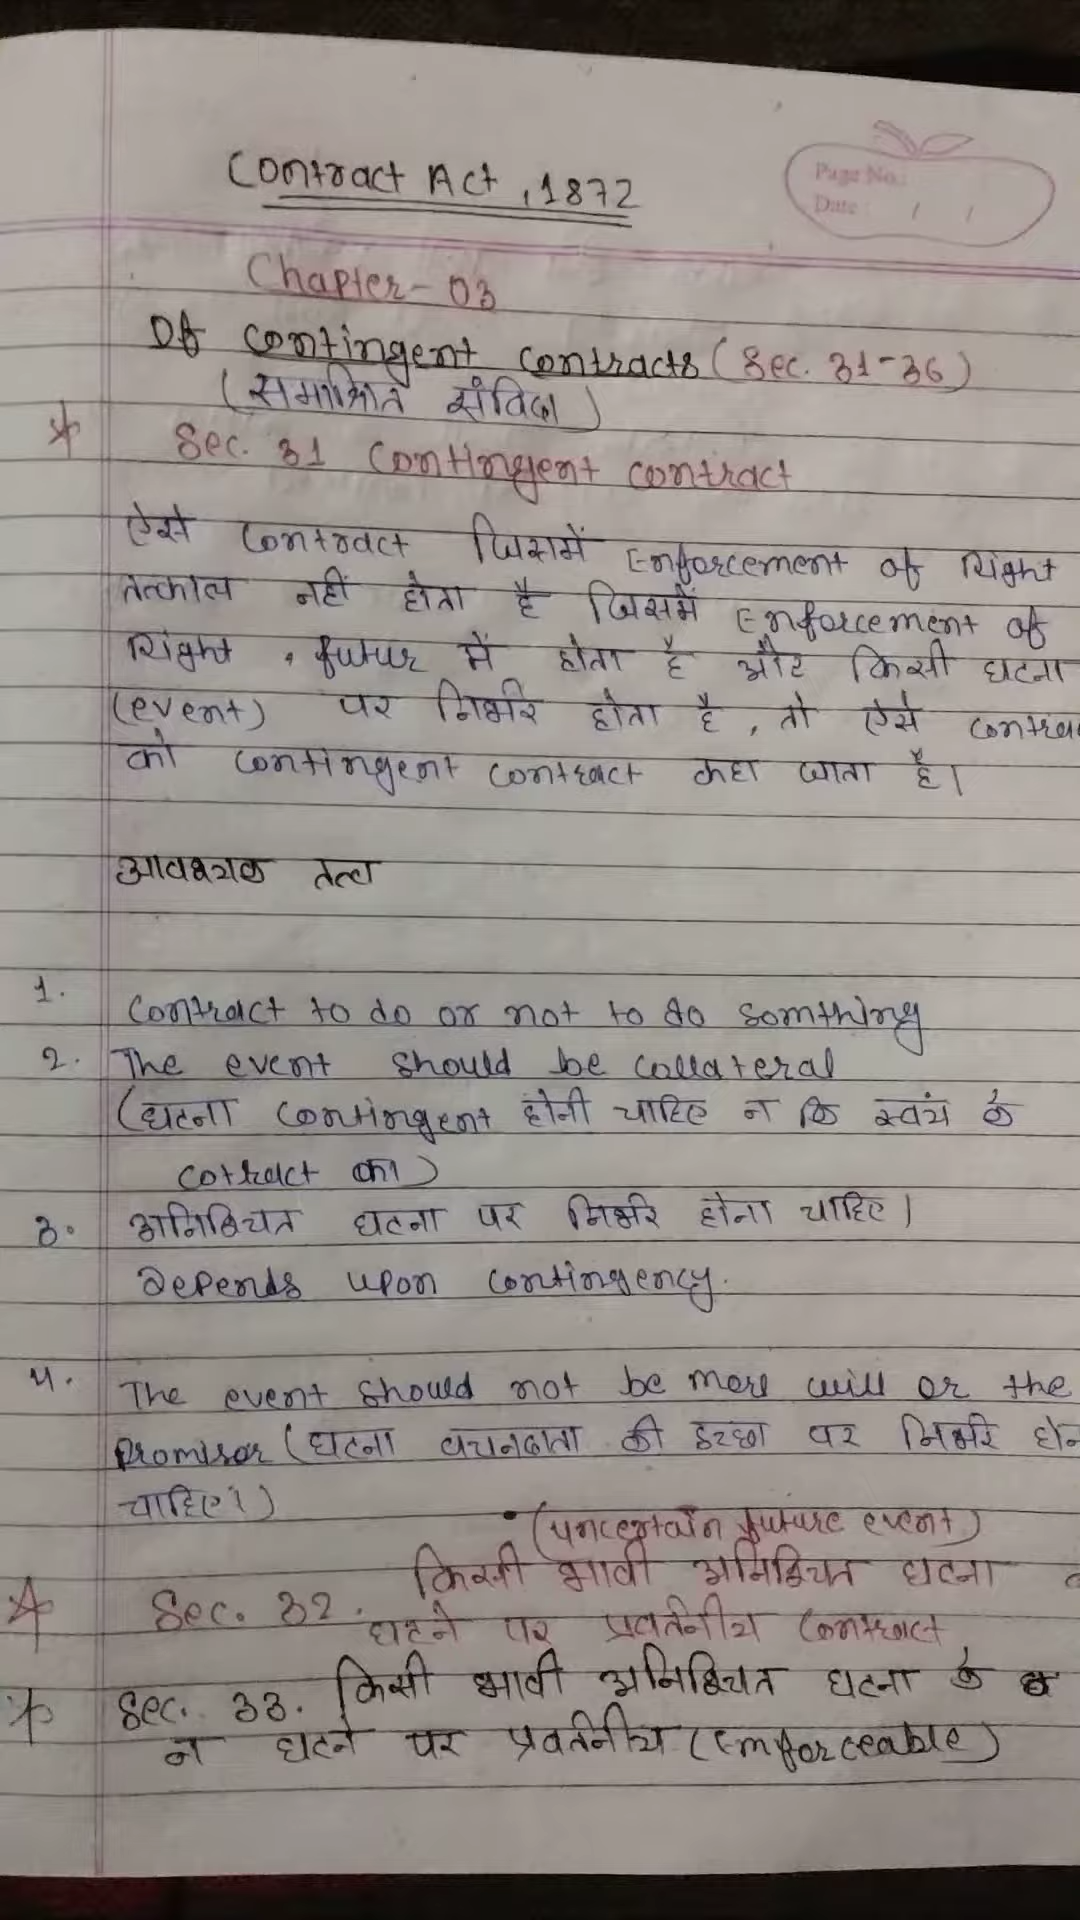 Contract Act, 1872
Page No.:
Date : / /
Chapter-03
Of Contingent Contracts (Sec. 31-36)
(समाश्रित संविदा)
Sec. 31 Contingent contract
ऐसे contract जिसमें Enforcement of Right
तत्काल नहीं होता है जिसमें Enforcement of
Right, futur में होता है और किसी घटना
(event) पर निर्भर होता है, तो ऐसे contrac
को contingent contract कहा जाता है।
आवश्यक तत्व
1. Contract to do or not to do somthing
2. The event should be collateral
(घटना contingent होनी चाहिए न कि स्वयं के
cotract का)
3. अनिश्चित घटना पर निर्भर होना चाहिए।
Depends upon contingency.
4. The event should not be mere will or the
Promisor (घटना वचनदाता की इच्छा पर निर्भर होन
चाहिए।)
(uncertain future event)
किसी भावी अनिश्चित घटना
Sec. 32. घटने पर प्रवर्तनीय Contract
Sec. 33. किसी भावी अनिश्चित घटना के
न घटने पर प्रवर्तनीय (Emforceable)